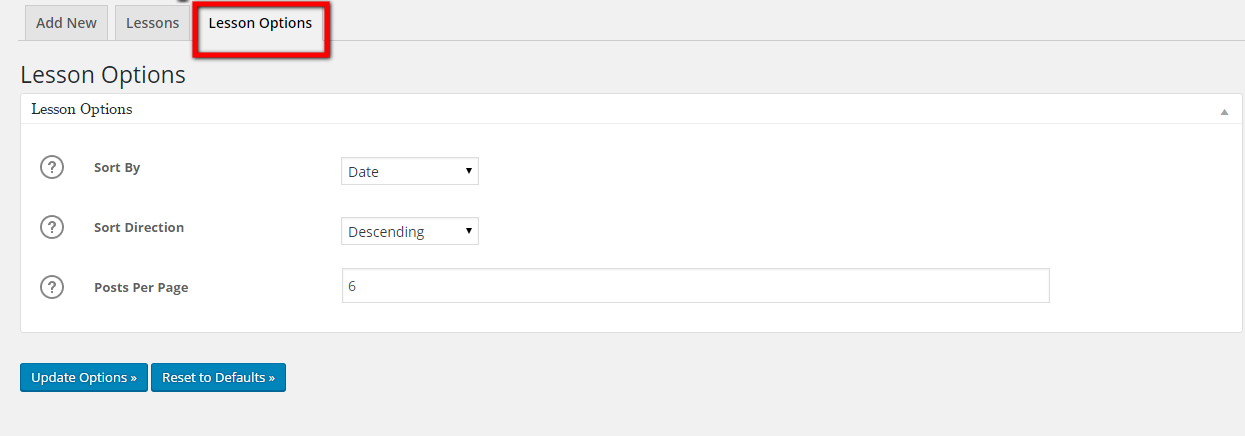 Add New Lessons Lesson Options
Lesson Options
Lesson Options
? Sort By Date
? Sort Direction Descending
? Posts Per Page 6
Update Options » Reset to Defaults »